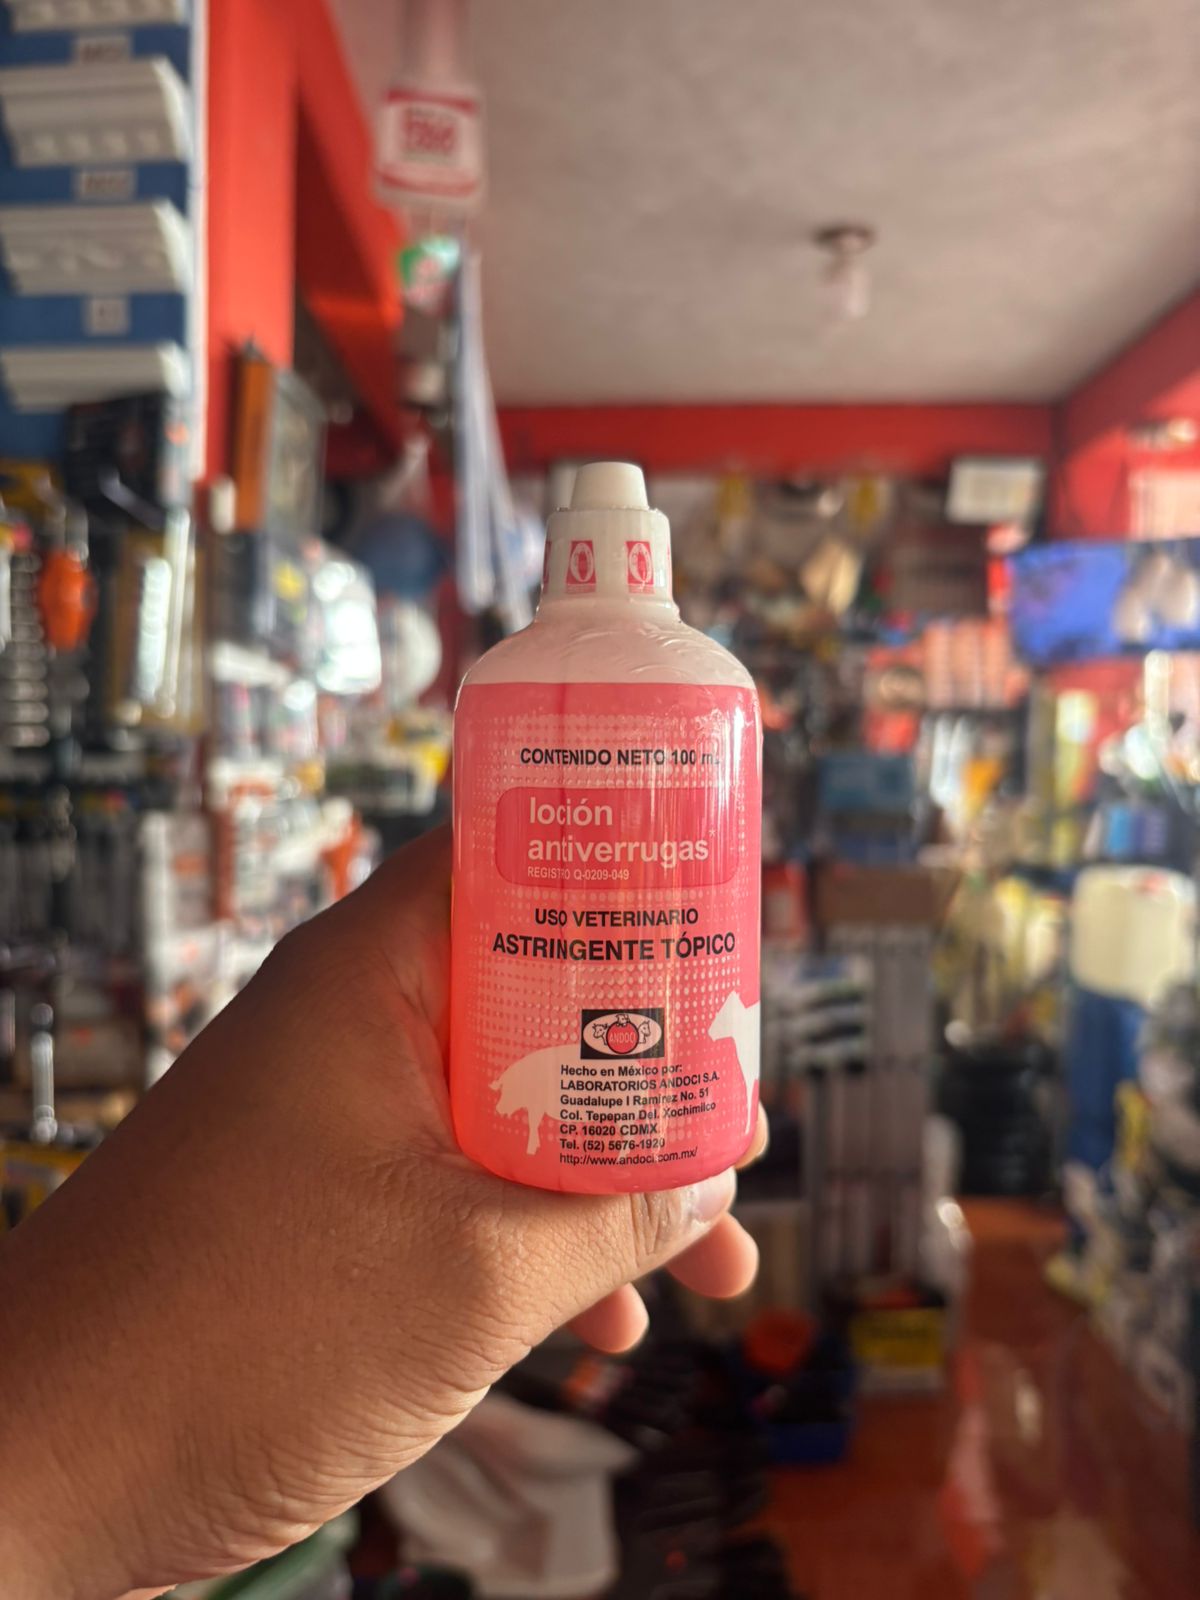 CONTENIDO NETO 100 mL
loción
antiverrugas*
REGISTRO Q-0209-049
USO VETERINARIO
ASTRINGENTE TÓPICO
ANDOCI
Hecho en México por:
LABORATORIOS ANDOCI S.A.
Guadalupe I Ramírez No. 51
Col. Tepepan Del. Xochimilco
CP. 16020 CDMX.
Tel. (52) 5676-1920
http://www.andoci.com.mx/